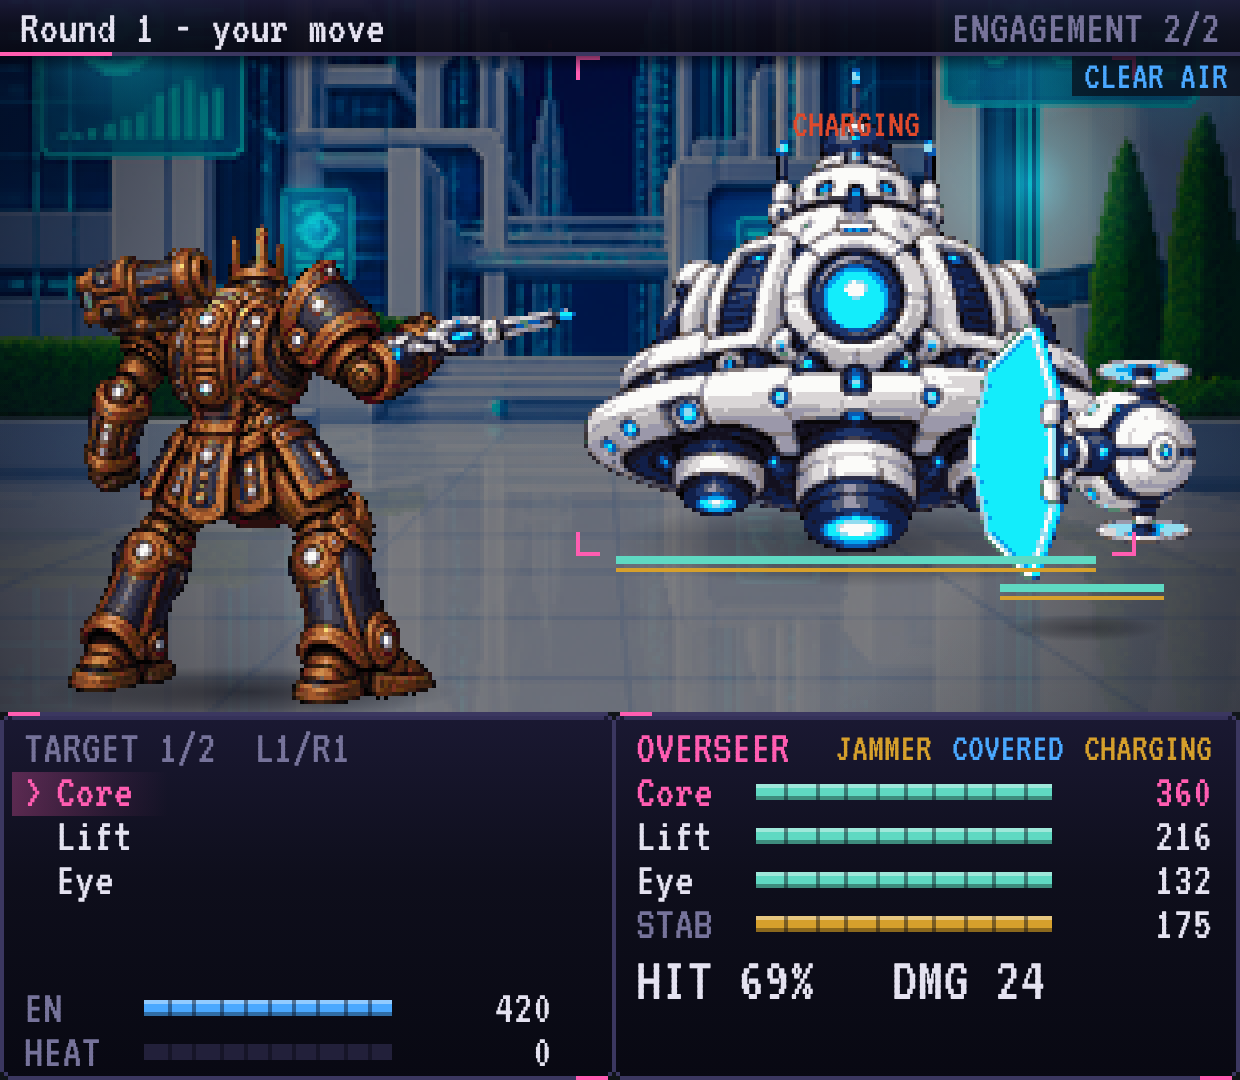 Round 1 - your move
ENGAGEMENT 2/2
CLEAR AIR
CHARGING
TARGET 1/2 L1/R1
> Core
Lift
Eye
EN 420
HEAT 0
OVERSEER JAMMER COVERED CHARGING
Core 360
Lift 216
Eye 132
STAB 175
HIT 69% DMG 24